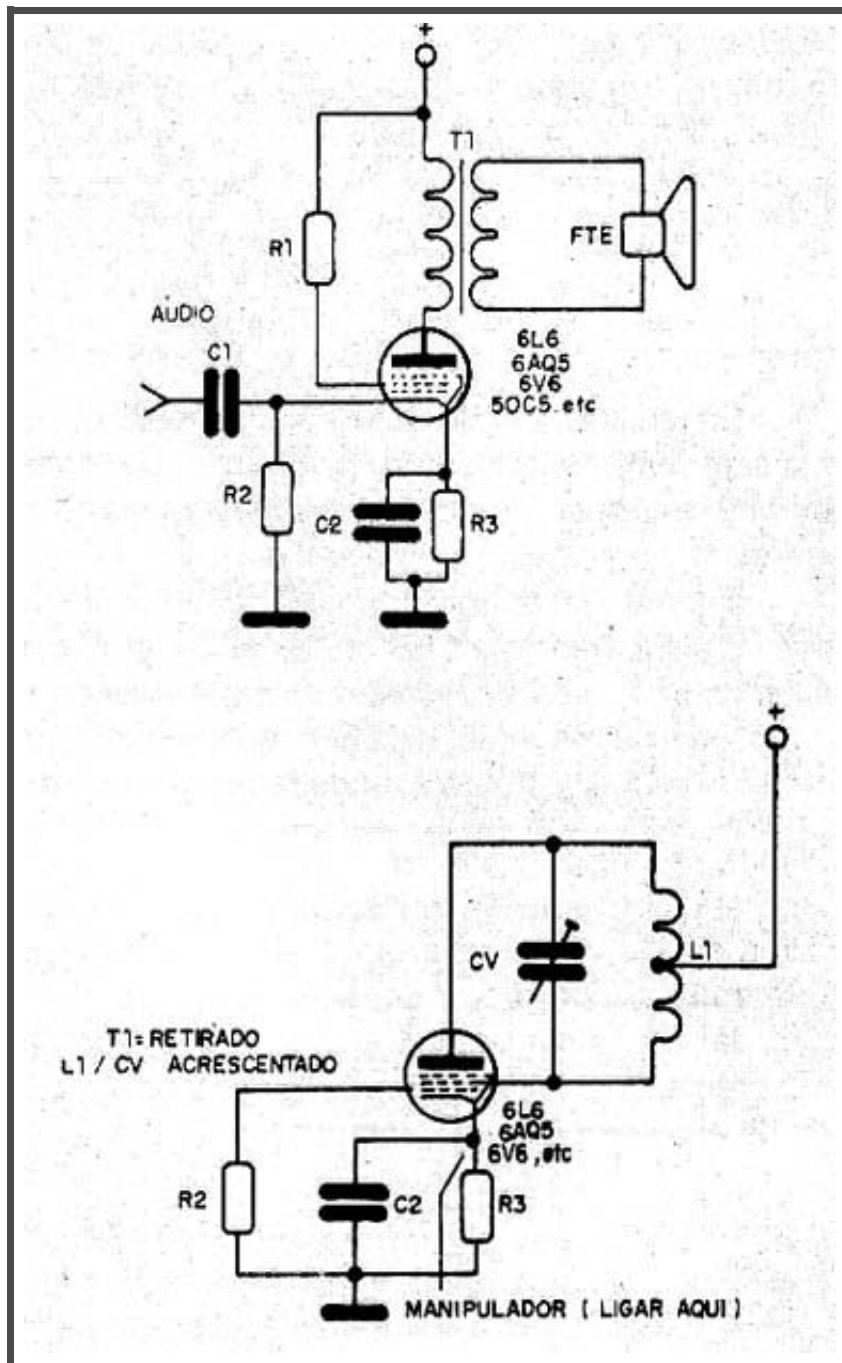 +
T1
R1
FTE
AUDIO
C1
6L6
6AQ5
6V6
50C5.etc
R2
C2
R3
+
CV
L1
T1=RETIRADO
L1 / CV ACRESCENTADO
6L6
6AQ5
6V6, etc
R2
C2
R3
MANIPULADOR ( LIGAR AQUI )